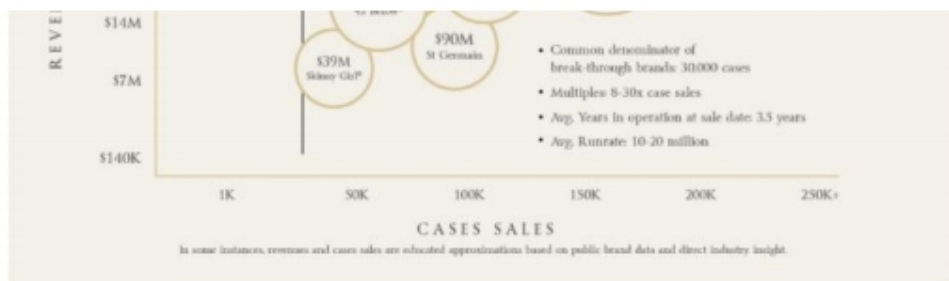 REVE
$14M
$90M
St Germain
$39M
Skinny Girl®
$7M
$140K
• Common denominator of
break-through brands: 30,000 cases
• Multiples: 8-30x case sales
• Avg. Years in operation at sale date: 3.5 years
• Avg. Runrate: 10-20 million
1K 50K 100K 150K 200K 250K+
CASES SALES
In some instances, revenues and cases sales are educated approximations based on public brand data and direct industry insight.